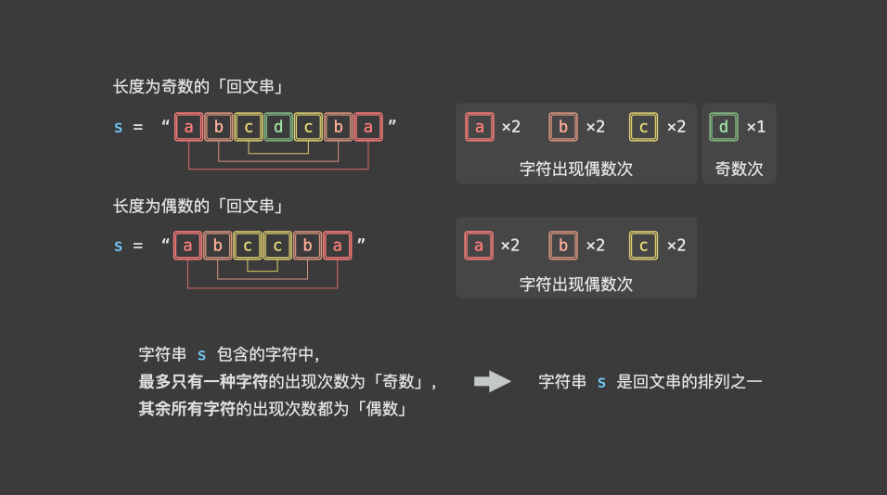 长度为奇数的「回文串」
s = “abcdcba” a ×2 b ×2 c ×2 d ×1
字符出现偶数次 奇数次
长度为偶数的「回文串」
s = “abccba” a ×2 b ×2 c ×2
字符出现偶数次
字符串 s 包含的字符中，
最多只有一种字符的出现次数为「奇数」，
其余所有字符的出现次数都为「偶数」
字符串 s 是回文串的排列之一